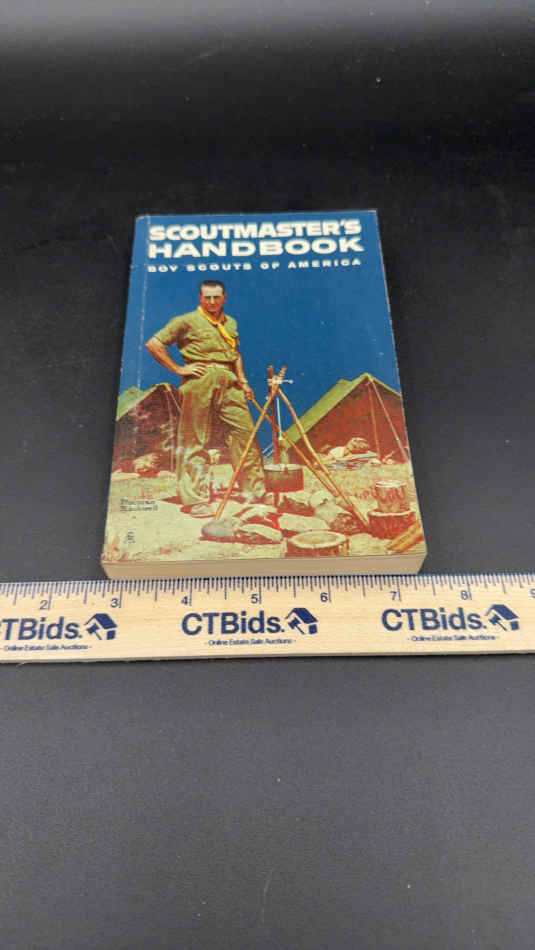 SCOUTMASTER'S
HANDBOOK
BOY SCOUTS OF AMERICA
Norman
Rockwell
2 3 4 5 6 7 8 9
CTBids. CTBids. CTBids.
- Online Estate Sale Auctions - - Online Estate Sale Auctions - - Online Estate Sale Auctions -